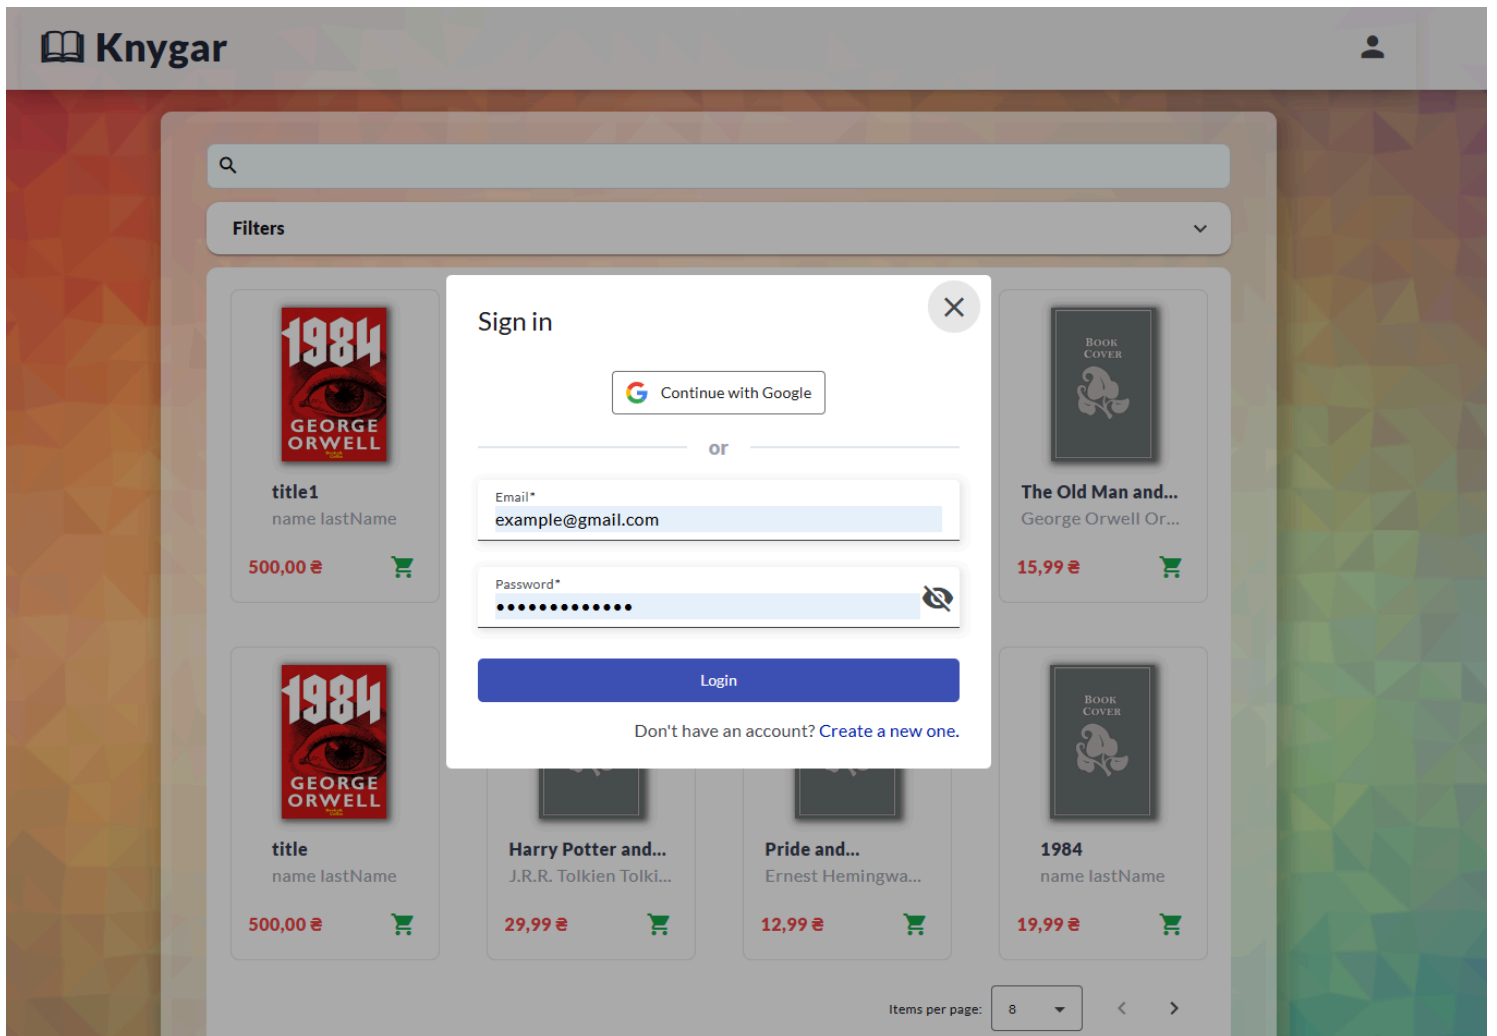 Knygar
Filters
Sign in
Continue with Google
or
Email*
example@gmail.com
Password*
•••••••••••••
Login
Don't have an account? Create a new one.
1984
GEORGE
ORWELL
title1
name lastName
500,00 ₴
BOOK
COVER
The Old Man and...
George Orwell Or...
15,99 ₴
1984
GEORGE
ORWELL
title
name lastName
500,00 ₴
Harry Potter and...
J.R.R. Tolkien Tolki...
29,99 ₴
Pride and...
Ernest Hemingwa...
12,99 ₴
BOOK
COVER
1984
name lastName
19,99 ₴
Items per page:
8